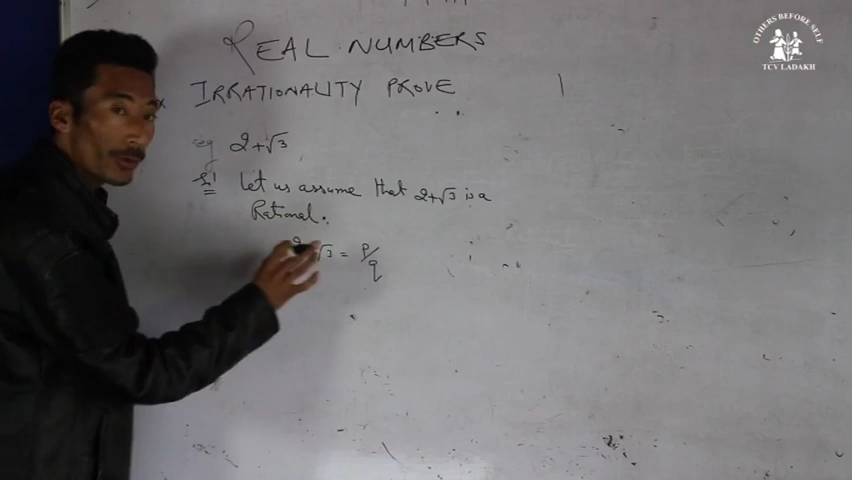 REAL NUMBERS
IRRATIONALITY PROVE
eg 2+√3
Sol Let us assume that 2+√3 is a
Rational.
2 √3 = p/q
OTHERS BEFORE SELF
TCV LADAKH